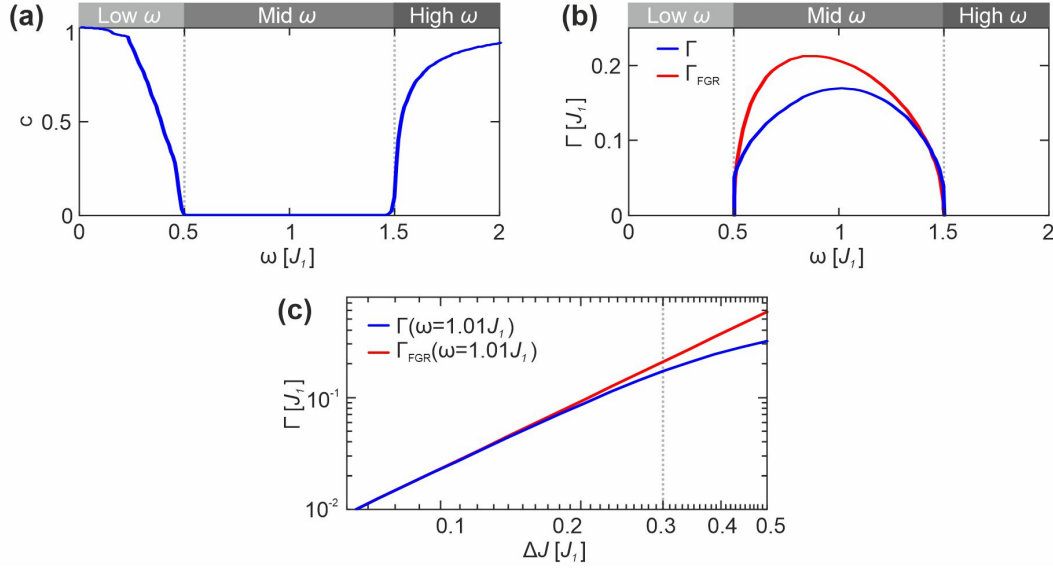 (a)
Low ω Mid ω High ω
1
0.5
0
c
0 0.5 1 1.5 2
ω [J₁]
(b)
Low ω Mid ω High ω
Γ
Γ_FGR
0.2
0.1
0
Γ [J₁]
0 0.5 1 1.5 2
ω [J₁]
(c)
Γ(ω=1.01J₁)
Γ_FGR(ω=1.01J₁)
10⁻¹
10⁻²
Γ [J₁]
0.1 0.2 0.3 0.4 0.5
ΔJ [J₁]